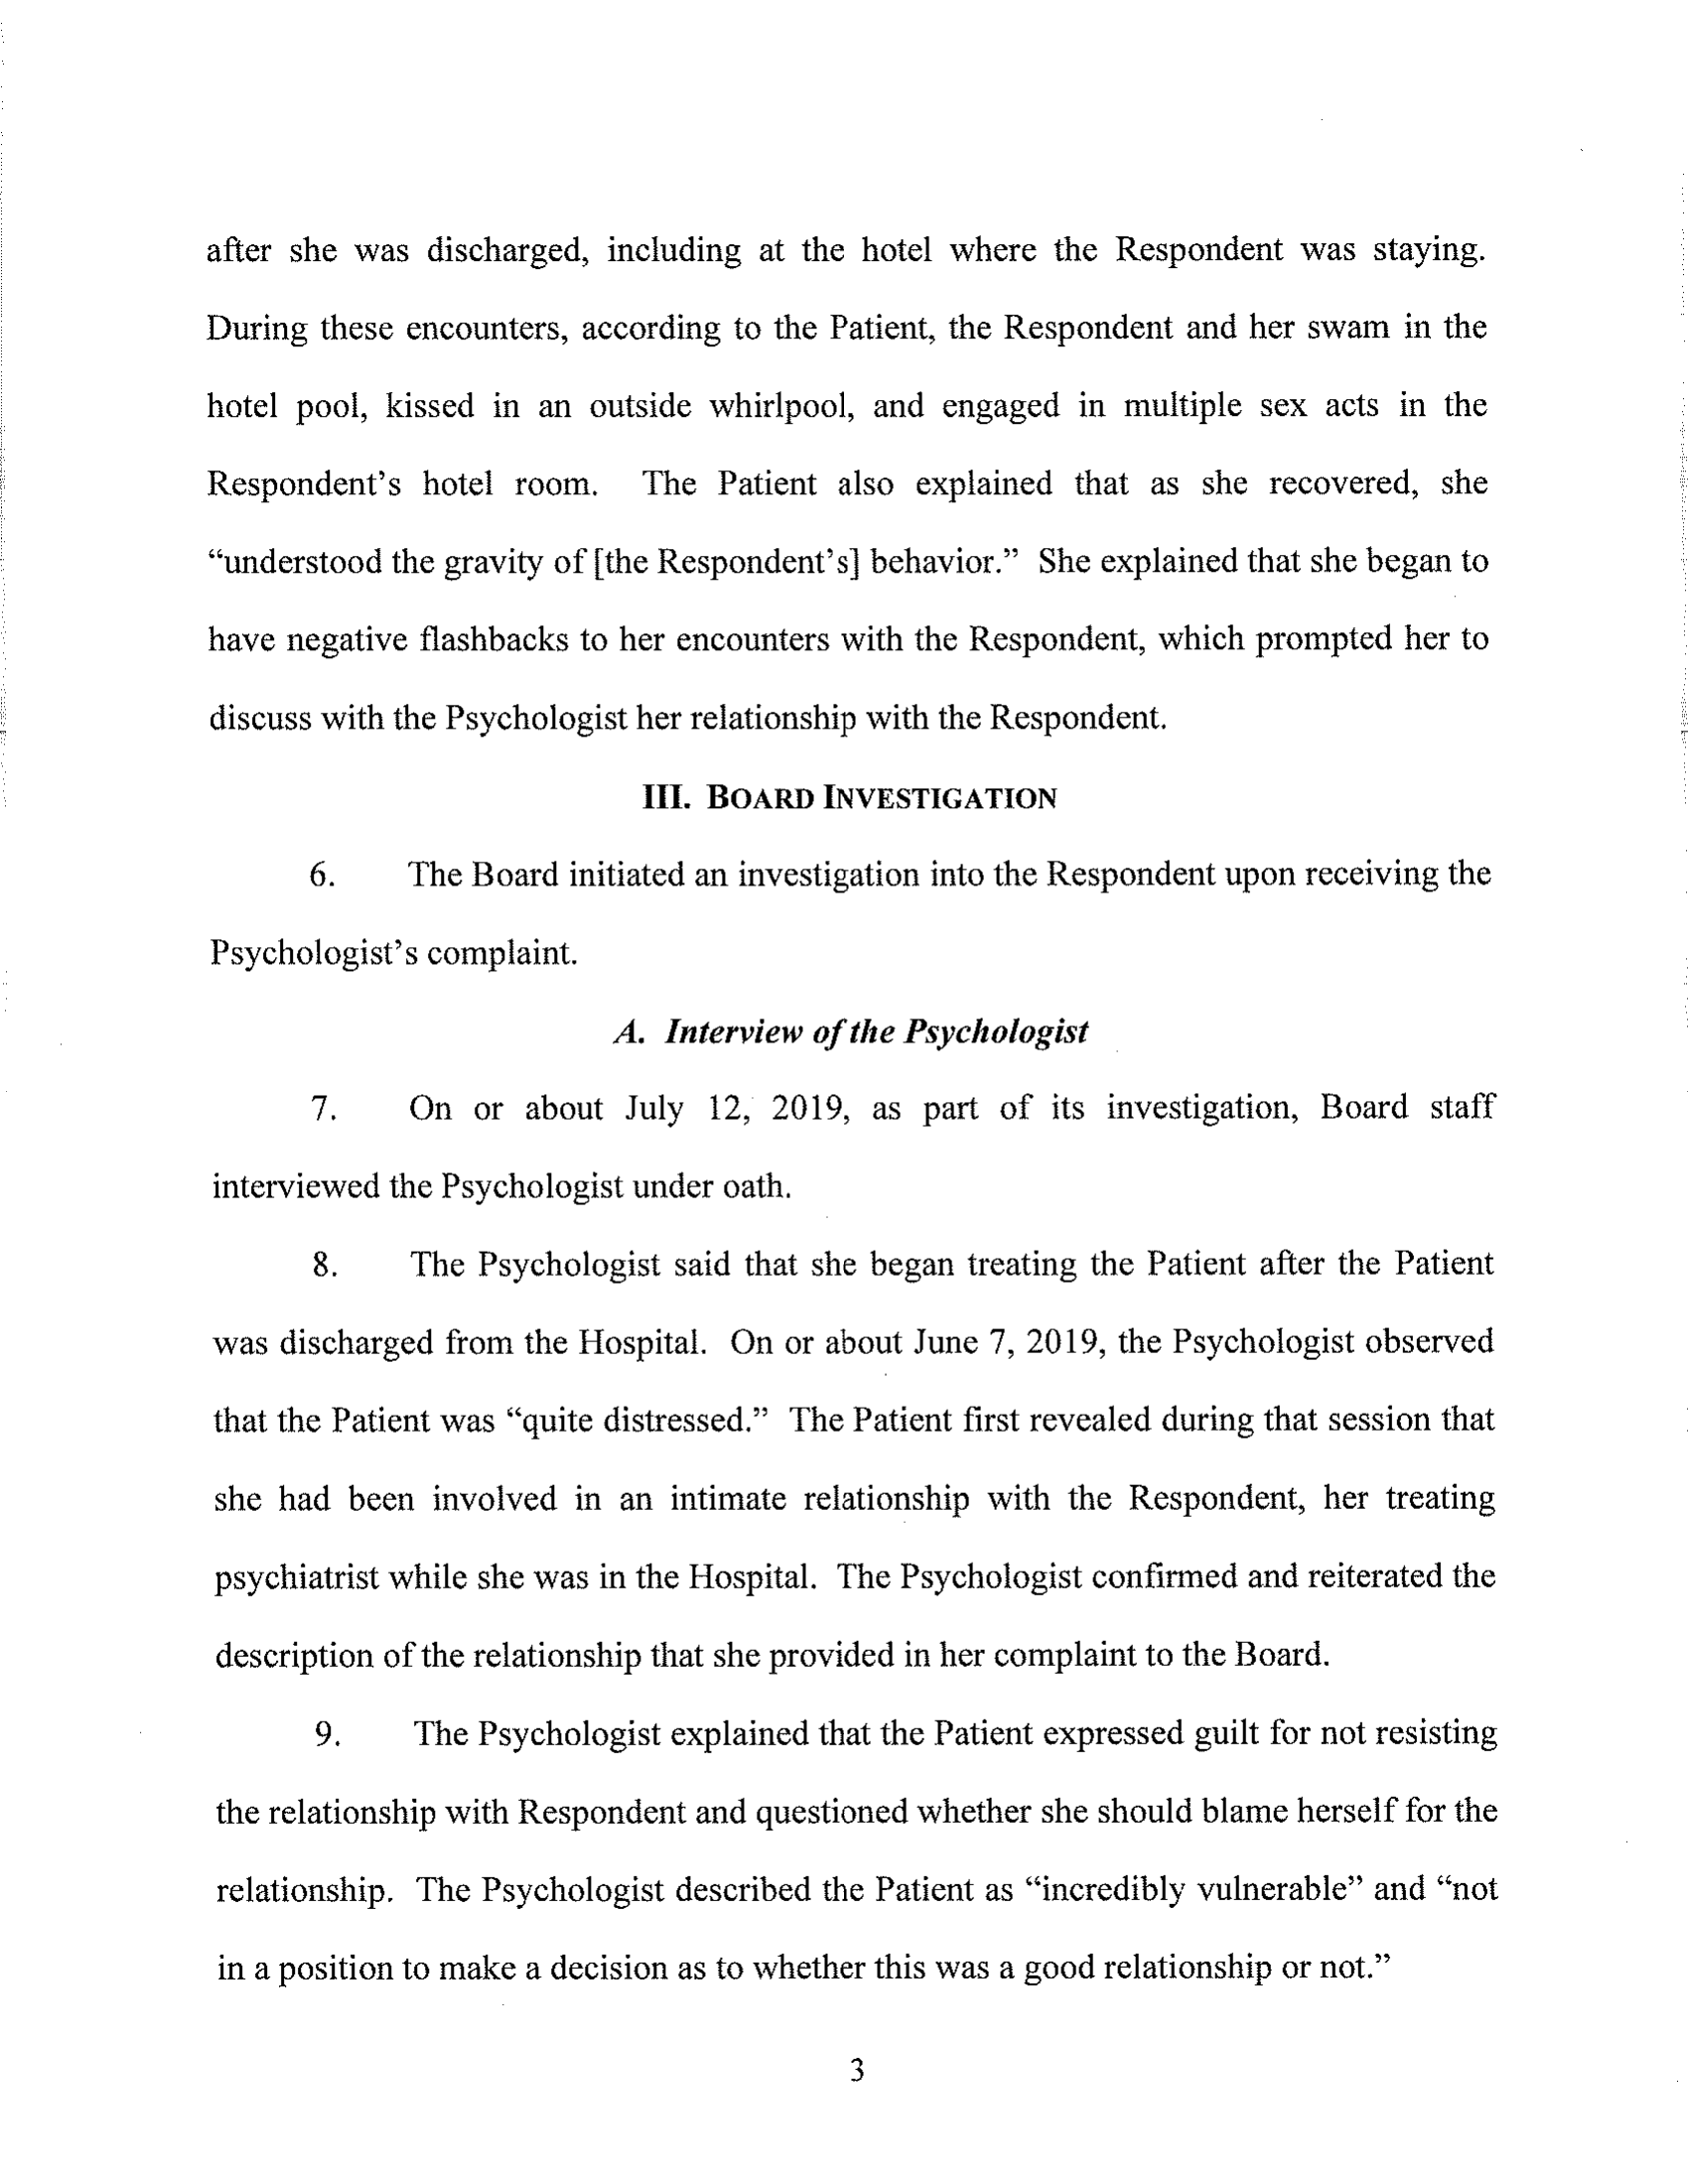 after she was discharged, including at the hotel where the Respondent was staying.
During these encounters, according to the Patient, the Respondent and her swam in the
hotel pool, kissed in an outside whirlpool, and engaged in multiple sex acts in the
Respondent's hotel room. The Patient also explained that as she recovered, she
“understood the gravity of [the Respondent's] behavior.” She explained that she began to
have negative flashbacks to her encounters with the Respondent, which prompted her to
discuss with the Psychologist her relationship with the Respondent.
III. BOARD INVESTIGATION
6. The Board initiated an investigation into the Respondent upon receiving the
Psychologist's complaint.
A. Interview of the Psychologist
7. On or about July 12, 2019, as part of its investigation, Board staff
interviewed the Psychologist under oath.
8. The Psychologist said that she began treating the Patient after the Patient
was discharged from the Hospital. On or about June 7, 2019, the Psychologist observed
that the Patient was “quite distressed.” The Patient first revealed during that session that
she had been involved in an intimate relationship with the Respondent, her treating
psychiatrist while she was in the Hospital. The Psychologist confirmed and reiterated the
description of the relationship that she provided in her complaint to the Board.
9. The Psychologist explained that the Patient expressed guilt for not resisting
the relationship with Respondent and questioned whether she should blame herself for the
relationship. The Psychologist described the Patient as “incredibly vulnerable” and “not
in a position to make a decision as to whether this was a good relationship or not.”
3